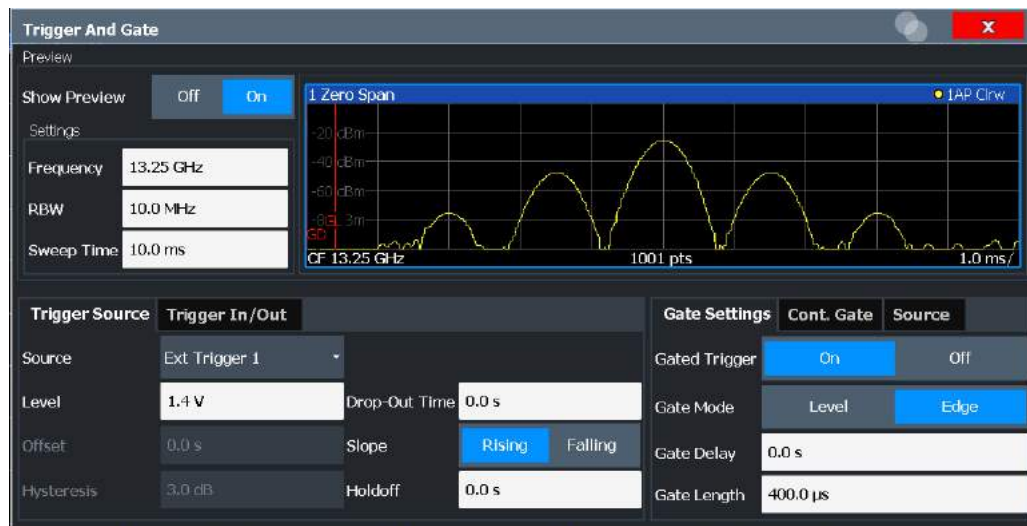 Trigger And Gate
x
Preview
Show Preview Off On
Settings
Frequency 13.25 GHz
RBW 10.0 MHz
Sweep Time 10.0 ms
1 Zero Span 1AP Clrw
-20 dBm
-40 dBm
-60 dBm
GL
GD
CF 13.25 GHz 1001 pts 1.0 ms/
Trigger Source Trigger In/Out
Source Ext Trigger 1
Level 1.4 V Drop-Out Time 0.0 s
Offset 0.0 s Slope Rising Falling
Hysteresis 3.0 dB Holdoff 0.0 s
Gate Settings Cont. Gate Source
Gated Trigger On Off
Gate Mode Level Edge
Gate Delay 0.0 s
Gate Length 400.0 µs